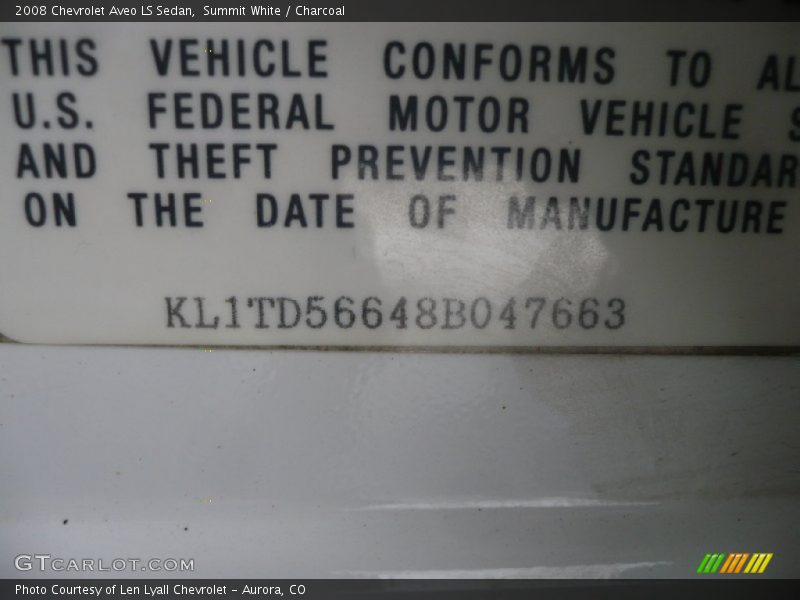 2008 Chevrolet Aveo LS Sedan, Summit White / Charcoal
THIS VEHICLE CONFORMS TO AL
U.S. FEDERAL MOTOR VEHICLE S
AND THEFT PREVENTION STANDAR
ON THE DATE OF MANUFACTURE
KL1TD56648B047663
GTCARLOT.COM
Photo Courtesy of Len Lyall Chevrolet - Aurora, CO